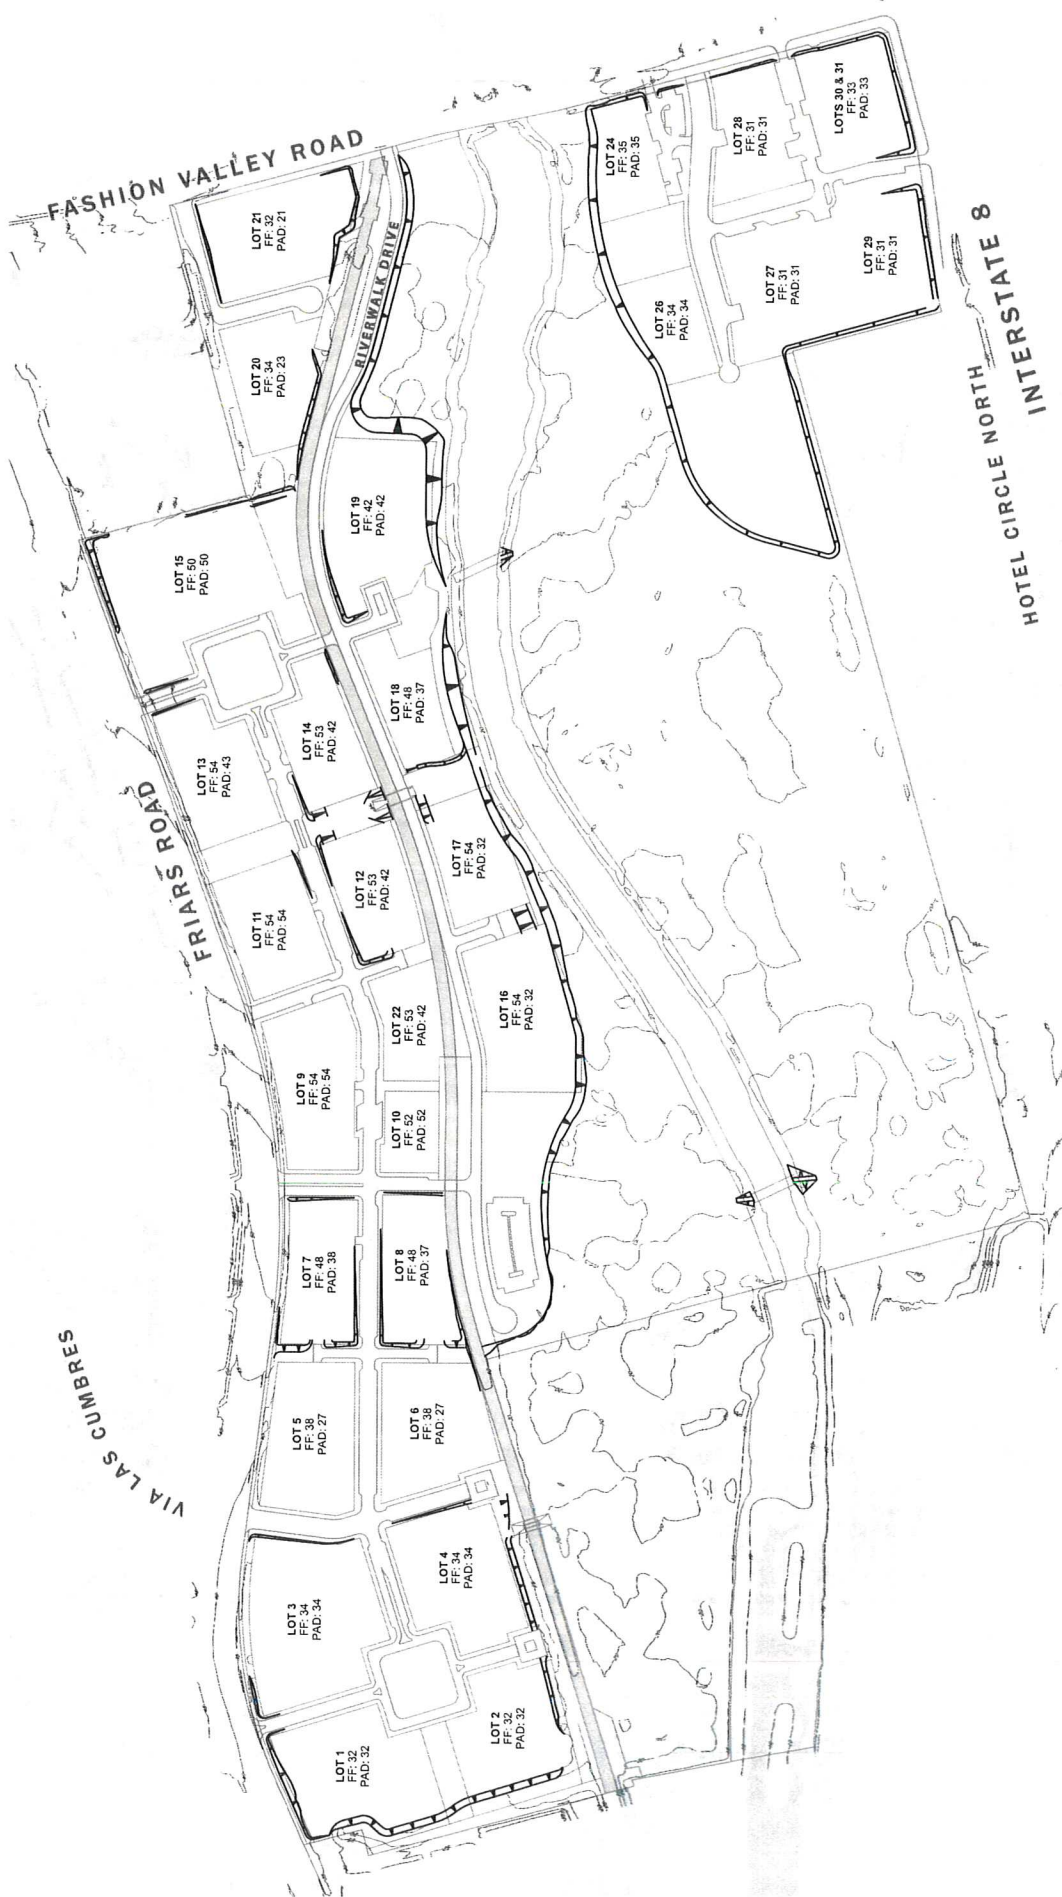 FASHION VALLEY ROAD
LOT 21
FF: 32
PAD: 21
RIVERWALK DRIVE
LOT 20
FF: 34
PAD: 23
LOT 24
FF: 35
PAD: 35
LOT 28
FF: 31
PAD: 31
LOTS 30 & 31
FF: 33
PAD: 33
LOT 26
FF: 34
PAD: 34
LOT 27
FF: 31
PAD: 31
LOT 29
FF: 31
PAD: 31
INTERSTATE 8
HOTEL CIRCLE NORTH
LOT 19
FF: 42
PAD: 42
LOT 15
FF: 50
PAD: 50
LOT 18
FF: 48
PAD: 37
LOT 14
FF: 53
PAD: 42
LOT 13
FF: 54
PAD: 43
FRIARS ROAD
LOT 17
FF: 54
PAD: 32
LOT 12
FF: 53
PAD: 42
LOT 11
FF: 54
PAD: 54
LOT 16
FF: 54
PAD: 32
LOT 22
FF: 53
PAD: 42
LOT 9
FF: 54
PAD: 54
LOT 10
FF: 52
PAD: 52
LOT 7
FF: 48
PAD: 38
LOT 8
FF: 48
PAD: 37
VIA LAS CUMBRES
LOT 5
FF: 38
PAD: 27
LOT 6
FF: 38
PAD: 27
LOT 3
FF: 34
PAD: 34
LOT 4
FF: 34
PAD: 34
LOT 1
FF: 32
PAD: 32
LOT 2
FF: 32
PAD: 32